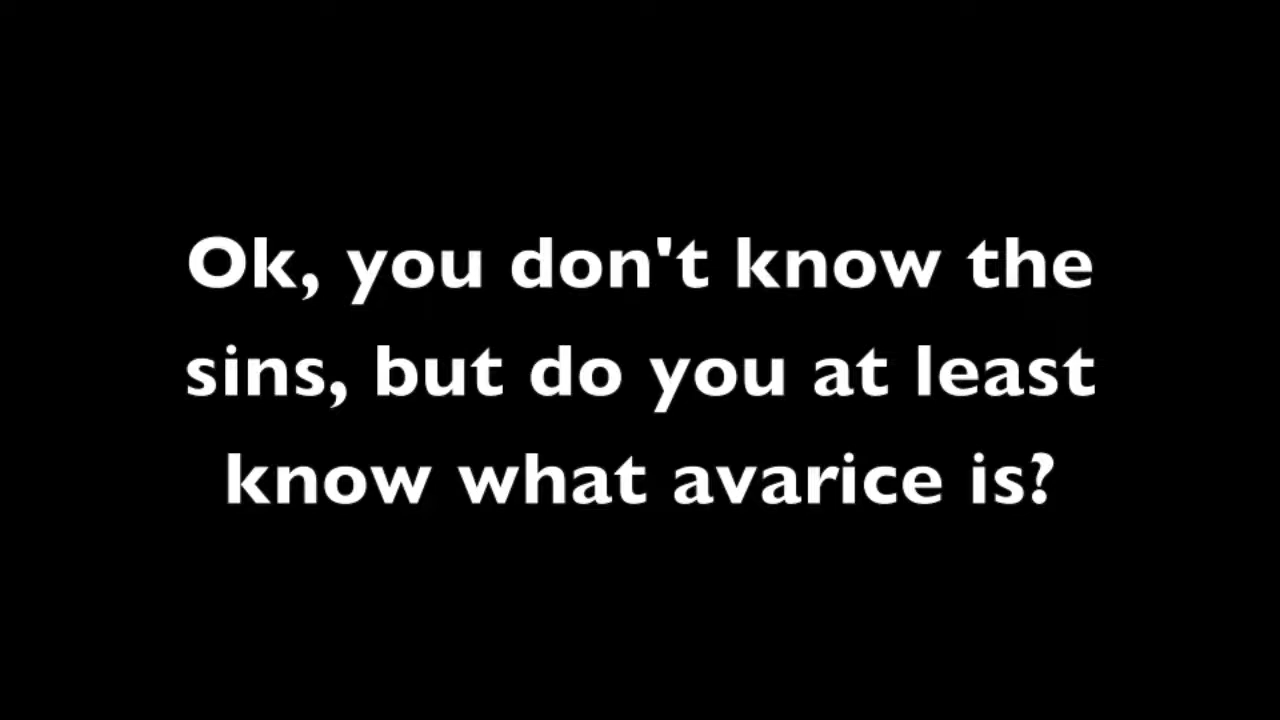 Ok, you don't know the
sins, but do you at least
know what avarice is?